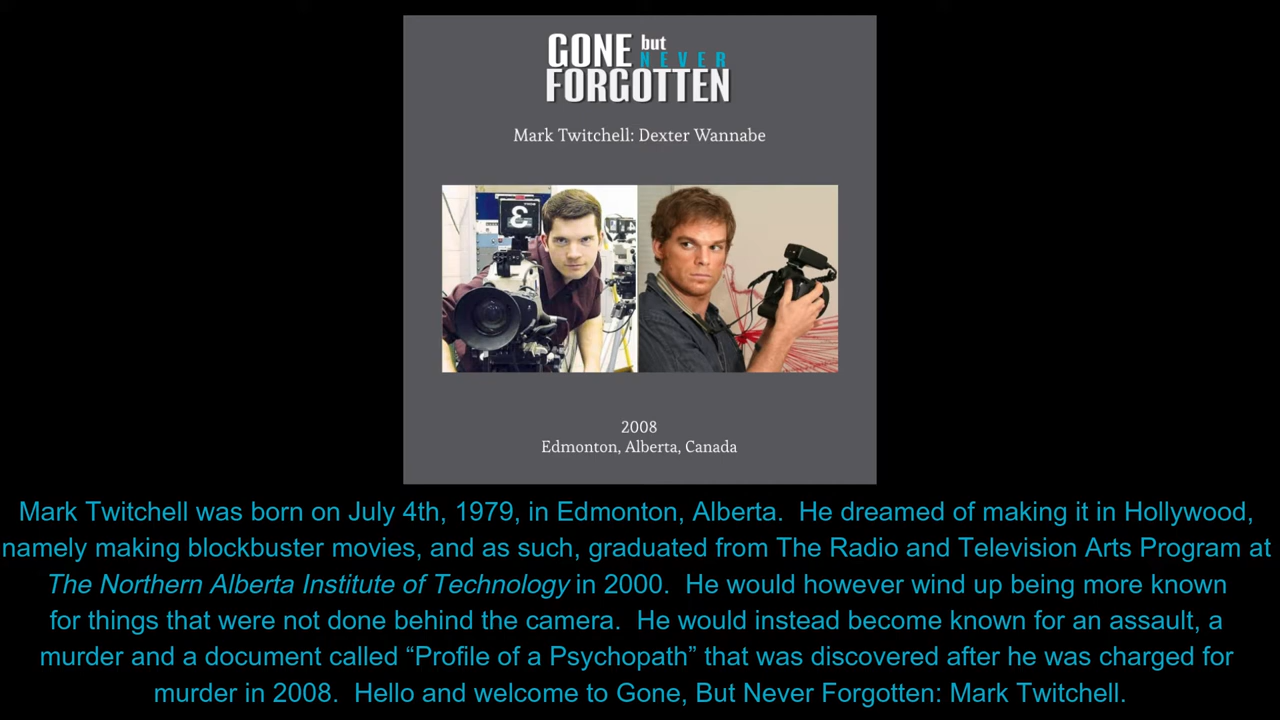 GONE but
NEVER
FORGOTTEN
Mark Twitchell: Dexter Wannabe
3
2008
Edmonton, Alberta, Canada
Mark Twitchell was born on July 4th, 1979, in Edmonton, Alberta.  He dreamed of making it in Hollywood,
namely making blockbuster movies, and as such, graduated from The Radio and Television Arts Program at
The Northern Alberta Institute of Technology in 2000.  He would however wind up being more known
for things that were not done behind the camera.  He would instead become known for an assault, a
murder and a document called “Profile of a Psychopath” that was discovered after he was charged for
murder in 2008.  Hello and welcome to Gone, But Never Forgotten: Mark Twitchell.